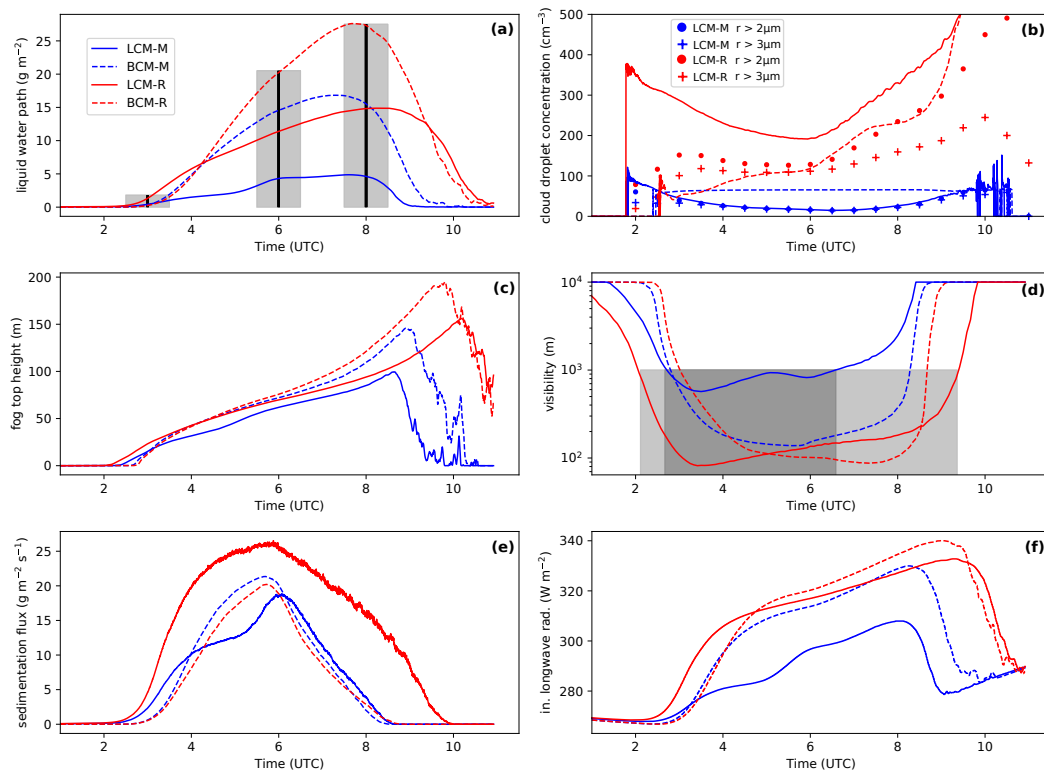 (a)
LCM-M
BCM-M
LCM-R
BCM-R
liquid water path (g m⁻²)
0
5
10
15
20
25
2
4
6
8
10
Time (UTC)
(b)
LCM-M r > 2μm
LCM-M r > 3μm
LCM-R r > 2μm
LCM-R r > 3μm
cloud droplet concentration (cm⁻³)
0
100
200
300
400
500
2
4
6
8
10
Time (UTC)
(c)
fog top height (m)
0
50
100
150
200
2
4
6
8
10
Time (UTC)
(d)
visibility (m)
10⁴
10³
10²
2
4
6
8
10
Time (UTC)
(e)
sedimentation flux (g m⁻² s⁻¹)
0
5
10
15
20
25
2
4
6
8
10
Time (UTC)
(f)
in. longwave rad. (W m⁻²)
280
300
320
340
2
4
6
8
10
Time (UTC)